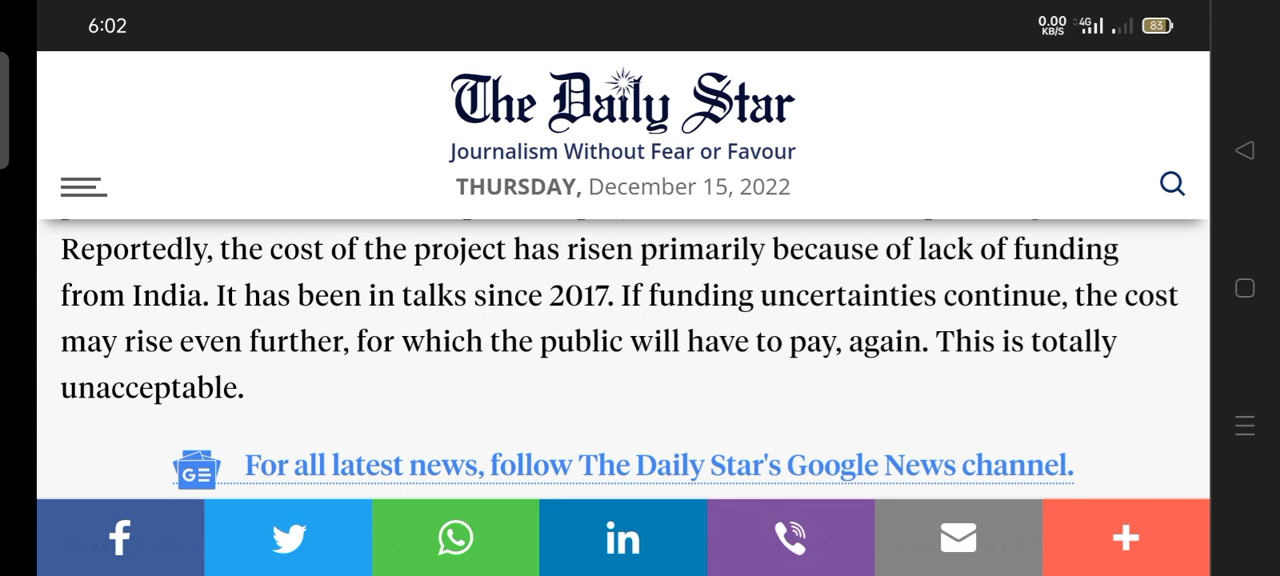 6:02
0.00
KB/S
4G
83
The Daily Star
Journalism Without Fear or Favour
THURSDAY, December 15, 2022
Reportedly, the cost of the project has risen primarily because of lack of funding
from India. It has been in talks since 2017. If funding uncertainties continue, the cost
may rise even further, for which the public will have to pay, again. This is totally
unacceptable.
GE For all latest news, follow The Daily Star's Google News channel.
f
in
+